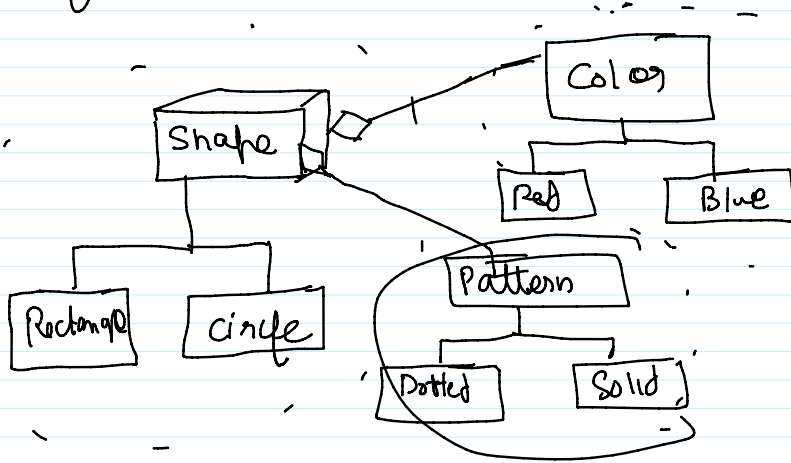 Color
Shape
Red
Blue
Pattern
Rectangle
circle
Dotted
Solid